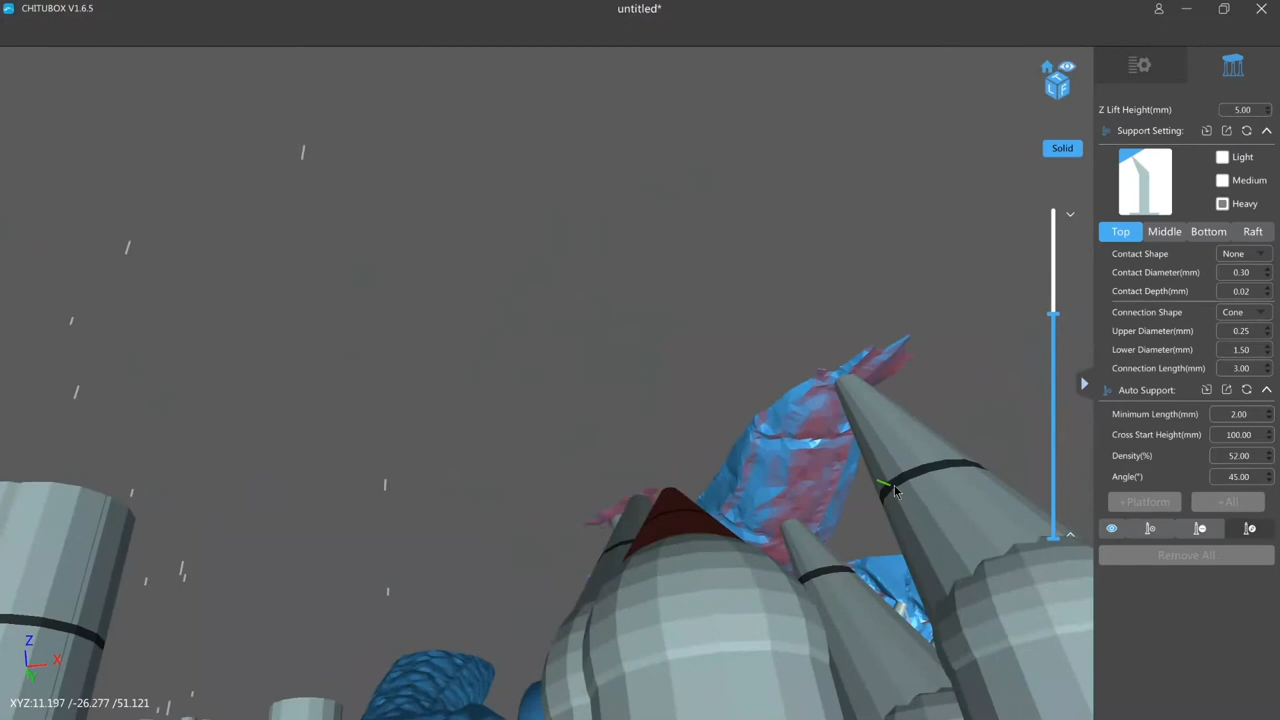 CHITUBOX V1.6.5
untitled*
Z Lift Height(mm) 5.00
Support Setting:
Light
Medium
Heavy
Top Middle Bottom Raft
Contact Shape None
Contact Diameter(mm) 0.30
Contact Depth(mm) 0.02
Connection Shape Cone
Upper Diameter(mm) 0.25
Lower Diameter(mm) 1.50
Connection Length(mm) 3.00
Auto Support:
Minimum Length(mm) 2.00
Cross Start Height(mm) 100.00
Density(%) 52.00
Angle(°) 45.00
+Platform +All
Remove All
T
L F
Solid
Z
X
Y
XYZ:11.197 /-26.277 /51.121